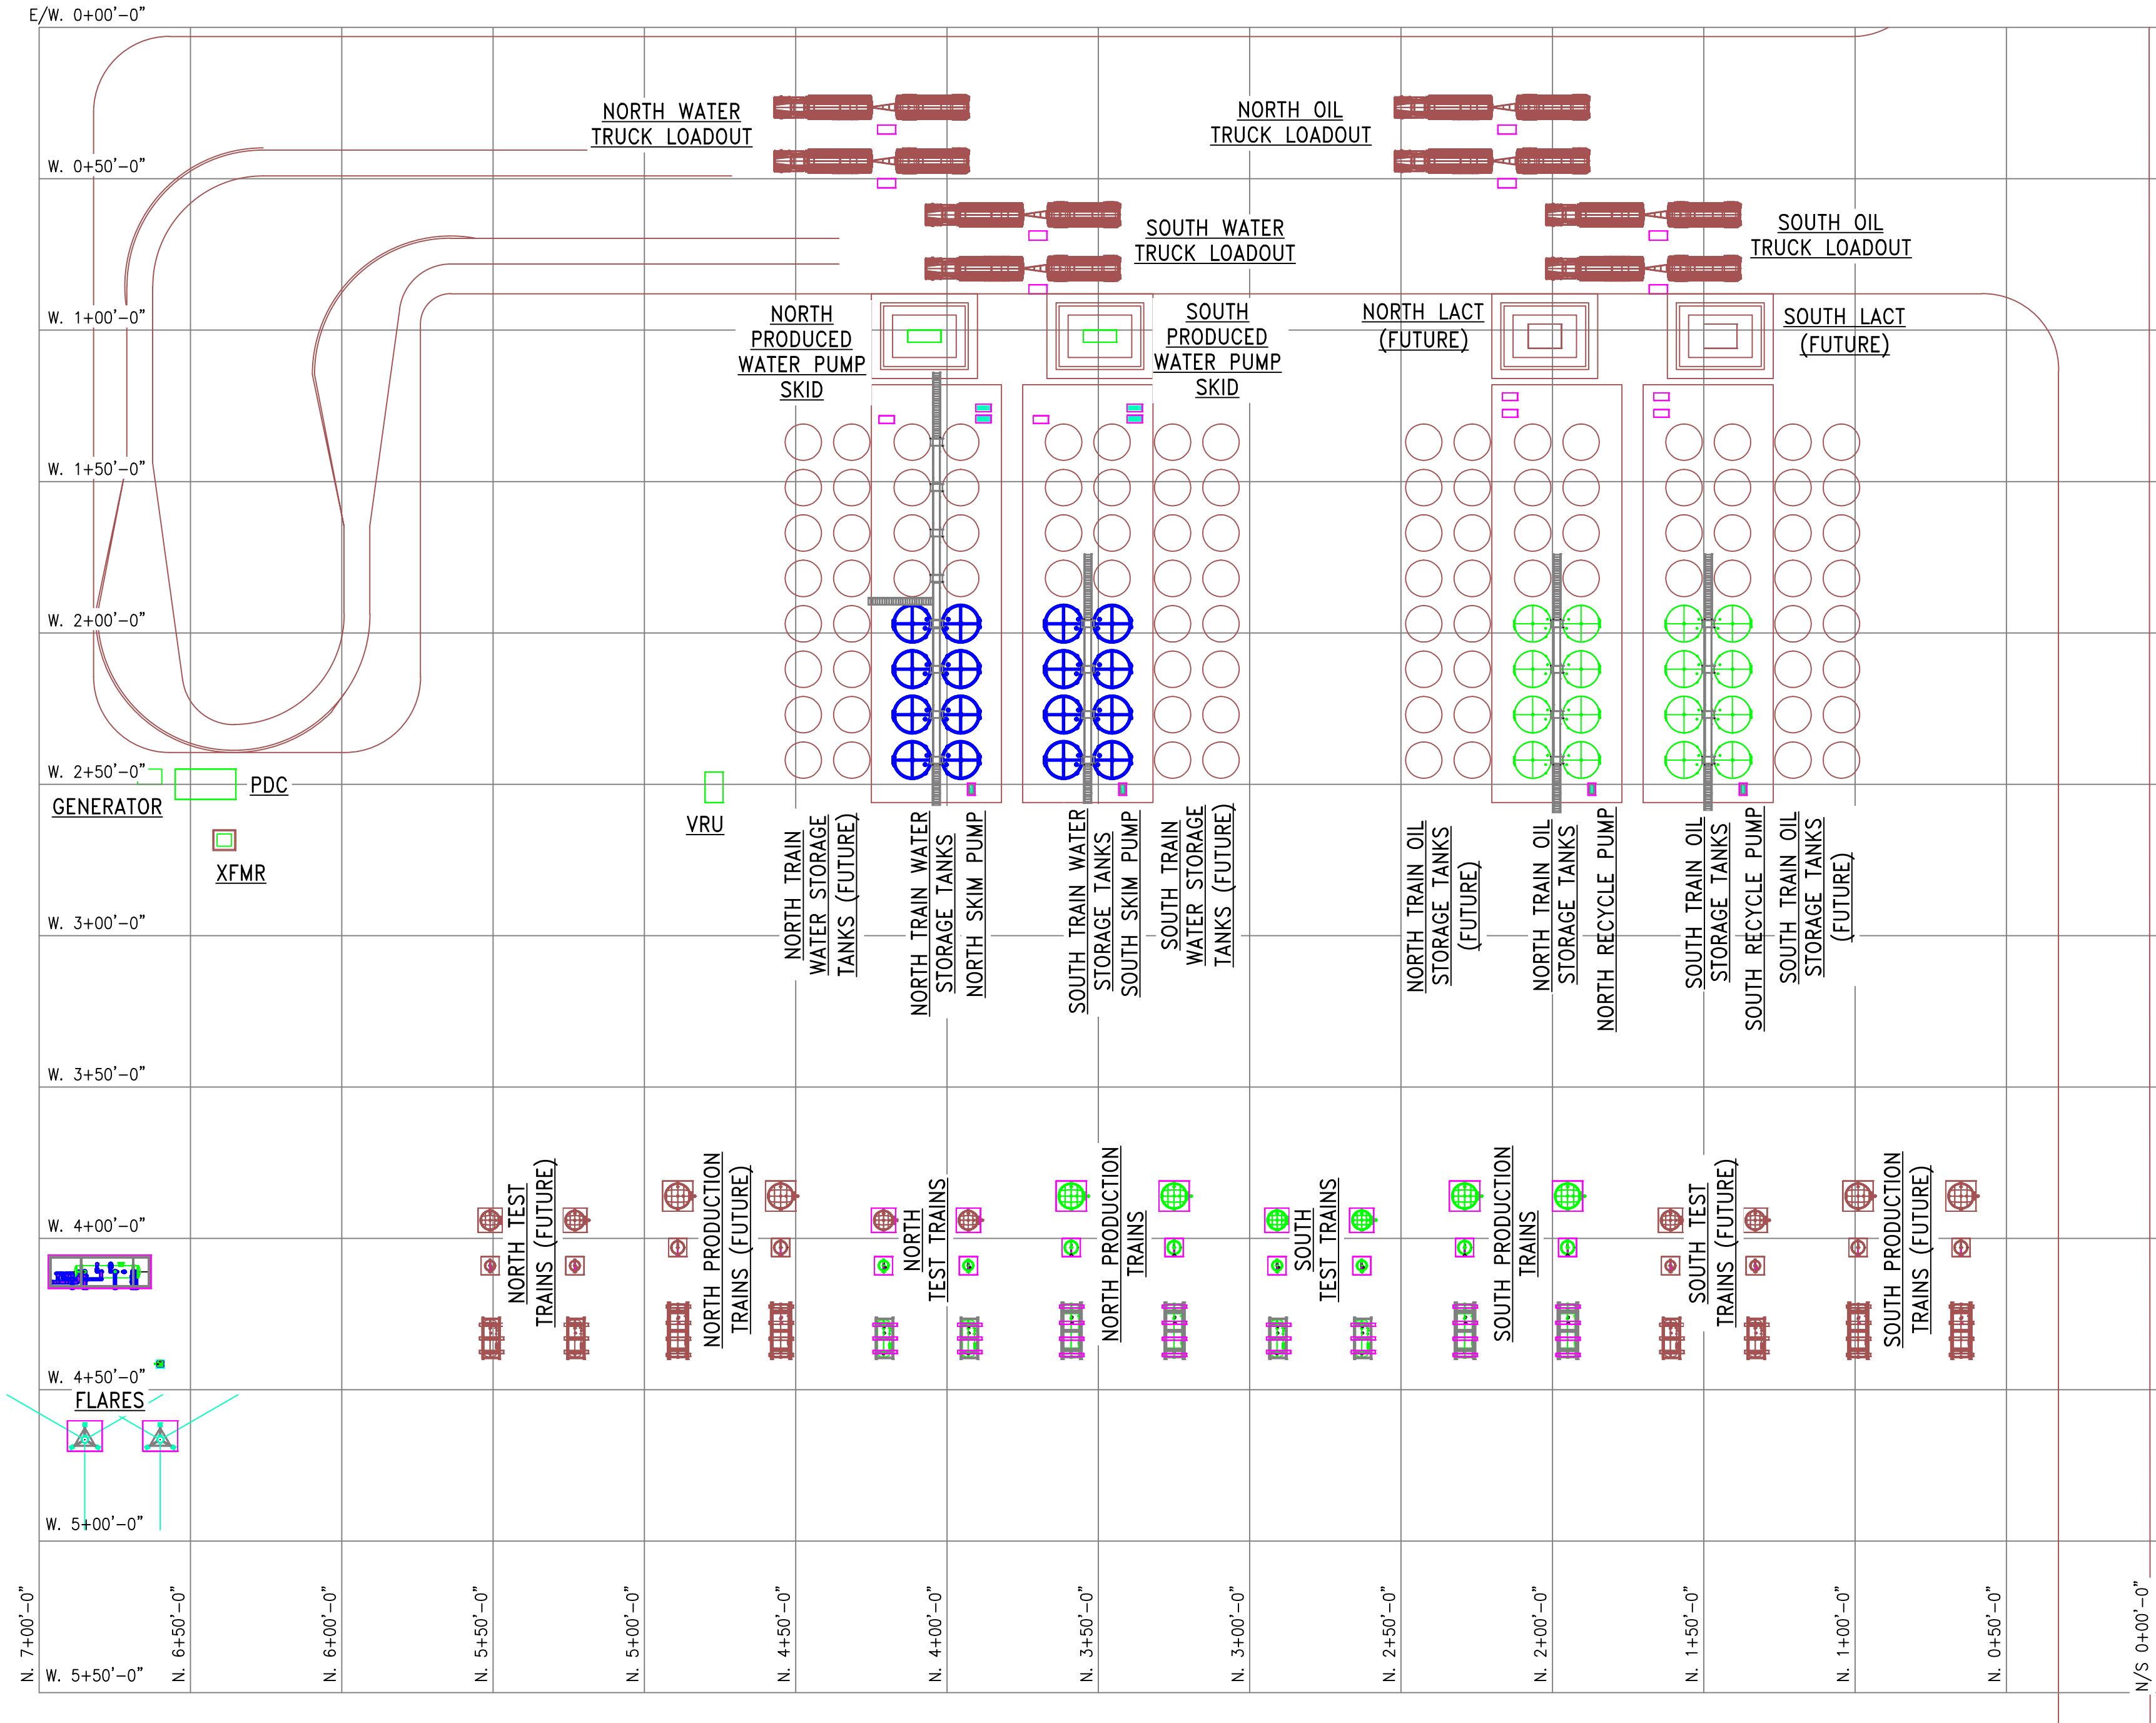 E/W. 0+00'-0"
NORTH WATER
TRUCK LOADOUT
NORTH OIL
TRUCK LOADOUT
W. 0+50'-0"
SOUTH WATER
TRUCK LOADOUT
SOUTH OIL
TRUCK LOADOUT
W. 1+00'-0"
NORTH
PRODUCED
WATER PUMP
SKID
SOUTH
PRODUCED
WATER PUMP
SKID
NORTH LACT
(FUTURE)
SOUTH LACT
(FUTURE)
W. 1+50'-0"
W. 2+00'-0"
W. 2+50'-0"
PDC
GENERATOR
XFMR
VRU
NORTH TRAIN
WATER STORAGE
TANKS (FUTURE)
NORTH TRAIN WATER
STORAGE TANKS
NORTH SKIM PUMP
SOUTH TRAIN WATER
STORAGE TANKS
SOUTH SKIM PUMP
SOUTH TRAIN
WATER STORAGE
TANKS (FUTURE)
NORTH TRAIN OIL
STORAGE TANKS
(FUTURE)
NORTH TRAIN OIL
STORAGE TANKS
NORTH RECYCLE PUMP
SOUTH TRAIN OIL
STORAGE TANKS
SOUTH RECYCLE PUMP
SOUTH TRAIN OIL
STORAGE TANKS
(FUTURE)
W. 3+00'-0"
W. 3+50'-0"
W. 4+00'-0"
NORTH TEST
TRAINS (FUTURE)
NORTH PRODUCTION
TRAINS (FUTURE)
NORTH
TEST TRAINS
NORTH PRODUCTION
TRAINS
SOUTH
TEST TRAINS
SOUTH PRODUCTION
TRAINS
SOUTH TEST
TRAINS (FUTURE)
SOUTH PRODUCTION
TRAINS (FUTURE)
W. 4+50'-0"
FLARES
W. 5+00'-0"
W. 5+50'-0"
N. 7+00'-0"
N. 6+50'-0"
N. 6+00'-0"
N. 5+50'-0"
N. 5+00'-0"
N. 4+50'-0"
N. 4+00'-0"
N. 3+50'-0"
N. 3+00'-0"
N. 2+50'-0"
N. 2+00'-0"
N. 1+50'-0"
N. 1+00'-0"
N. 0+50'-0"
N/S 0+00'-0"